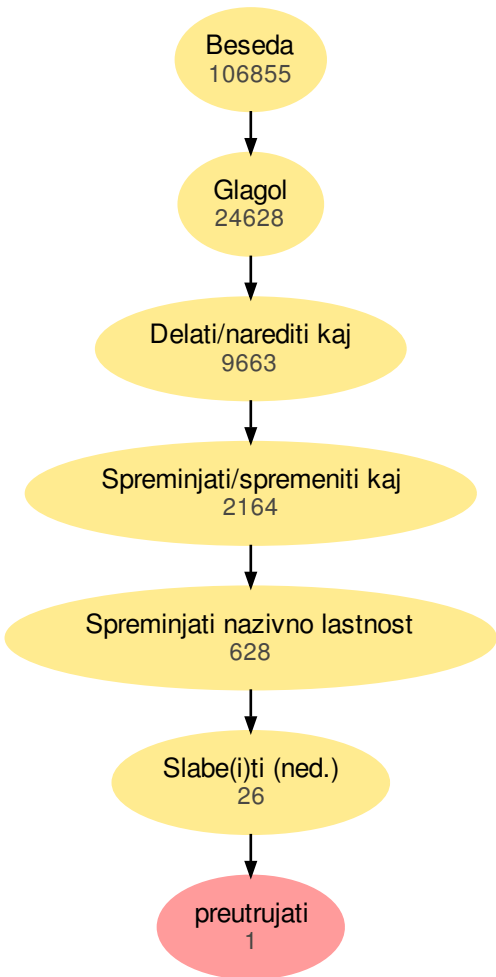 Beseda
106855
Glagol
24628
Delati/narediti kaj
9663
Spreminjati/spremeniti kaj
2164
Spreminjati nazivno lastnost
628
Slabe(i)ti (ned.)
26
preutrujati
1